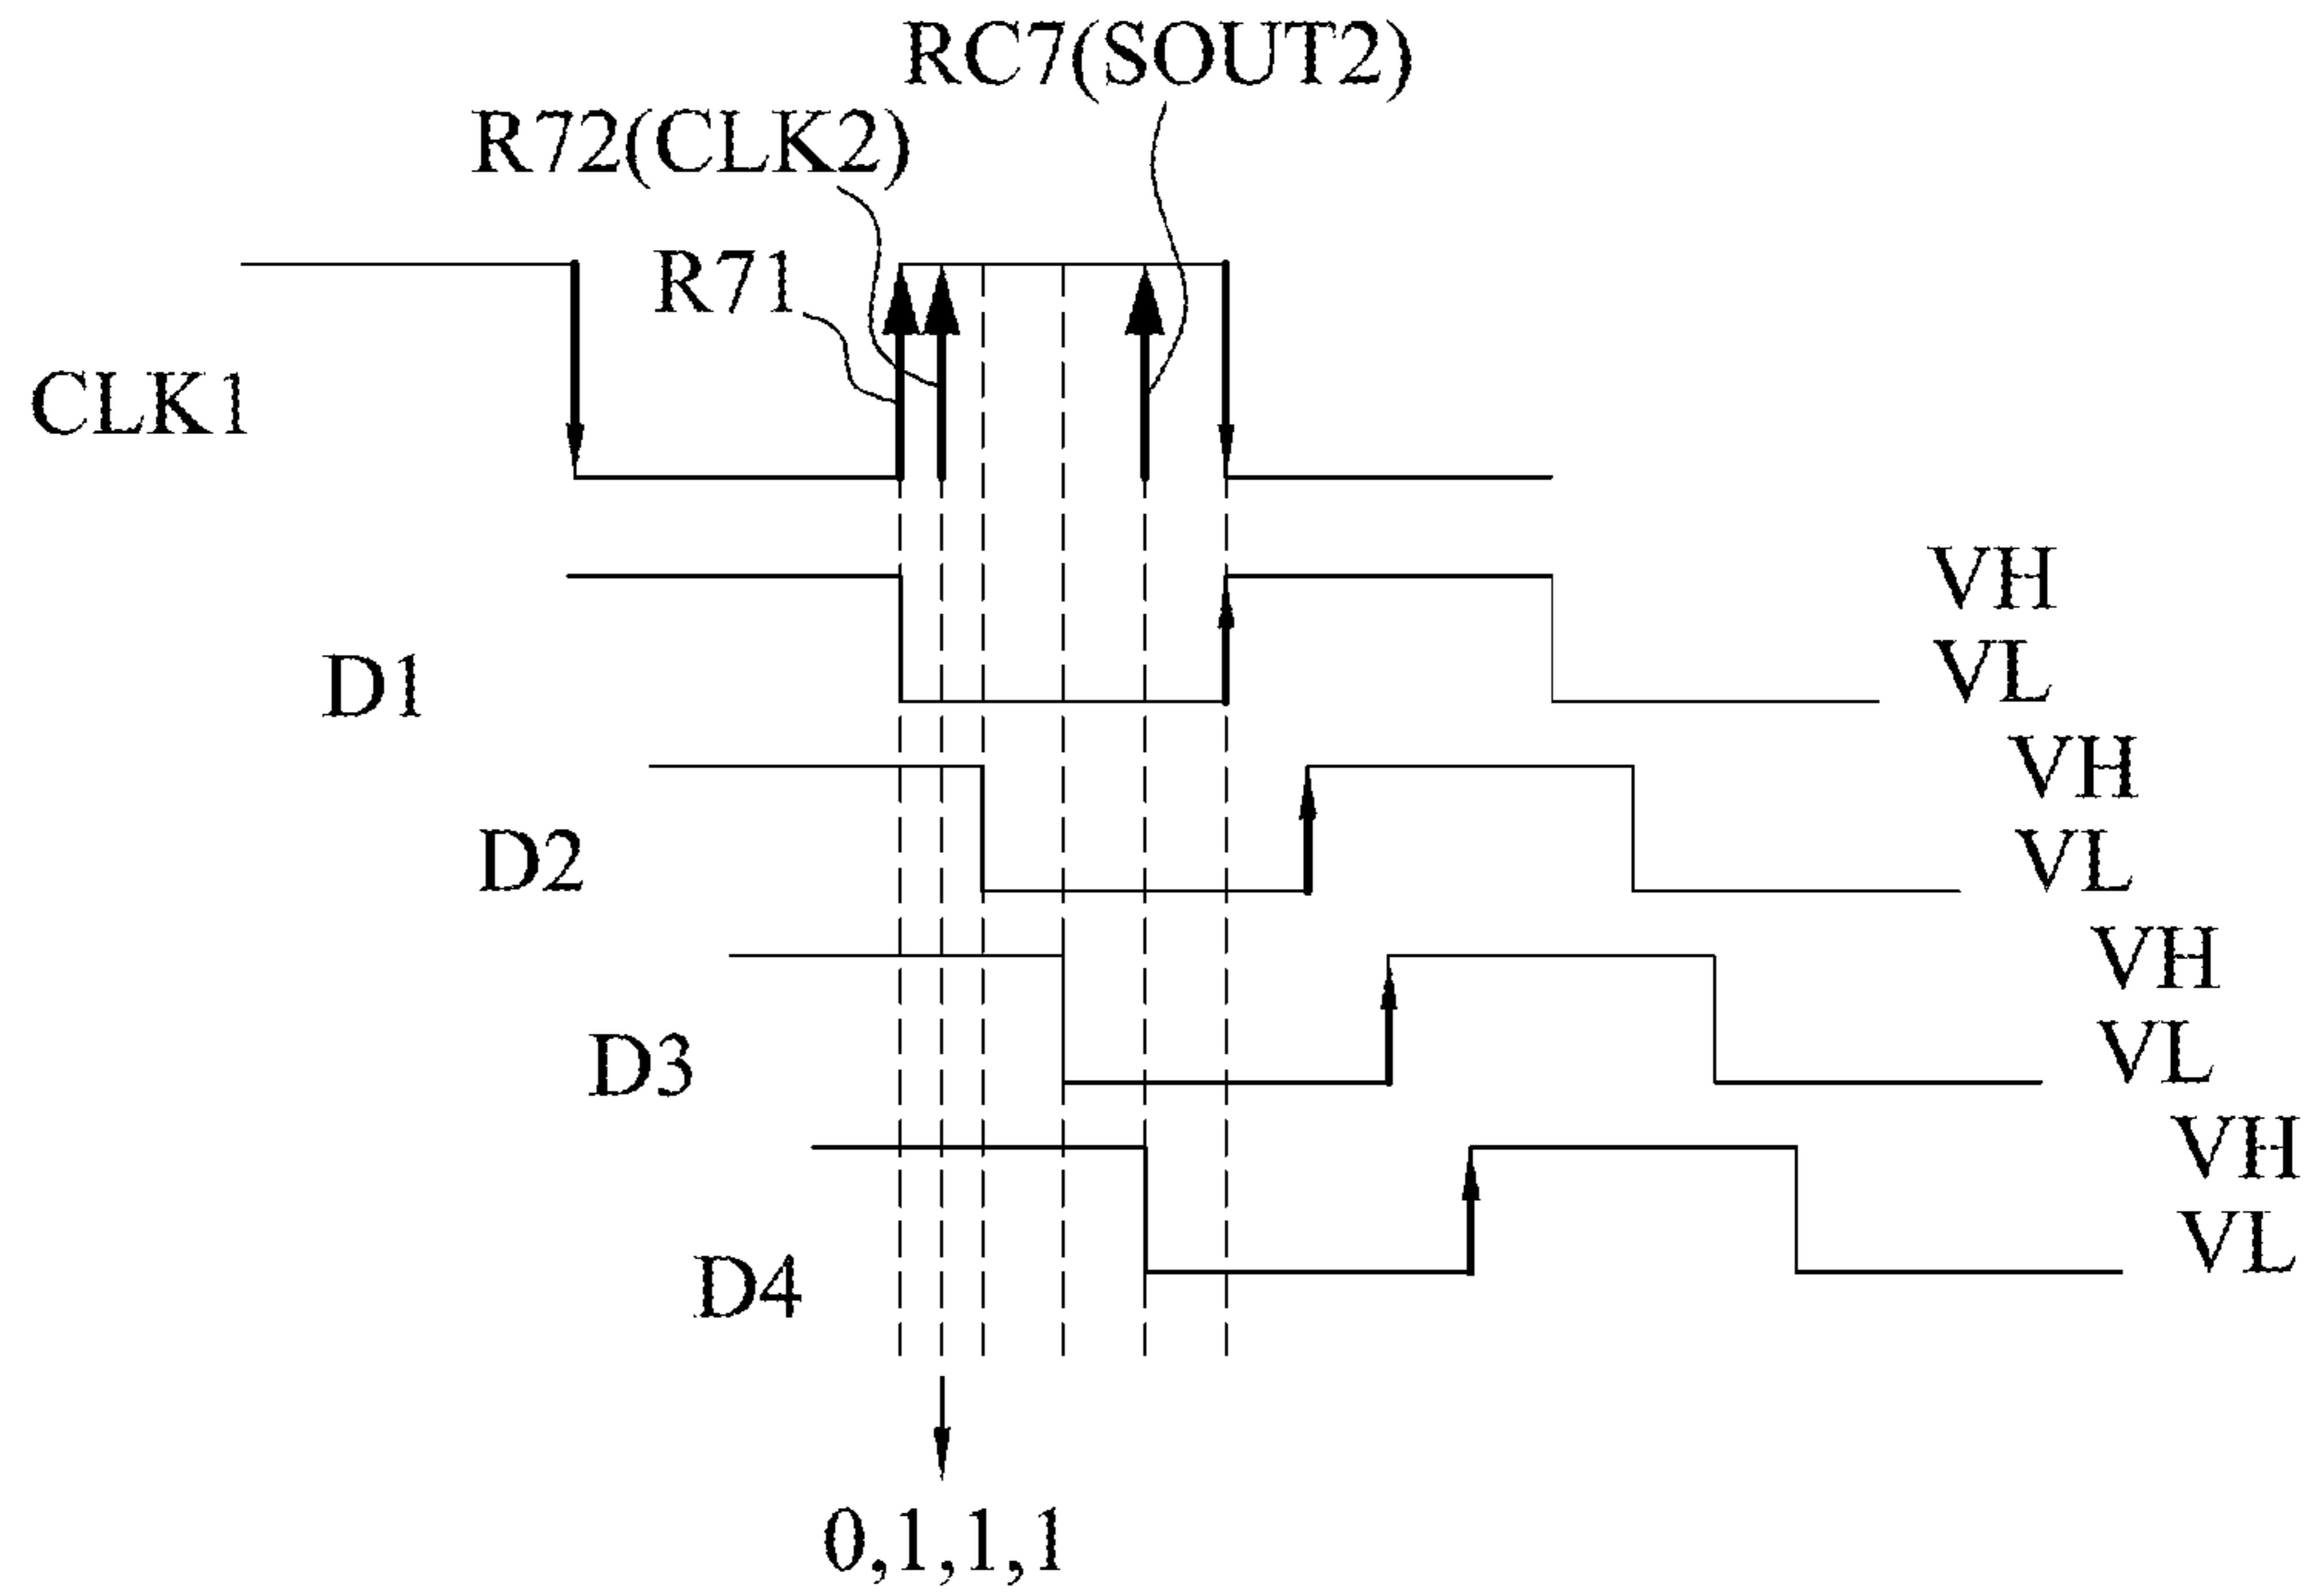 RC7(SOUT2)
R72(CLK2)
R71
CLK1
VH
D1
VL
VH
D2
VL
VH
D3
VL
VH
D4
VL
0,1,1,1